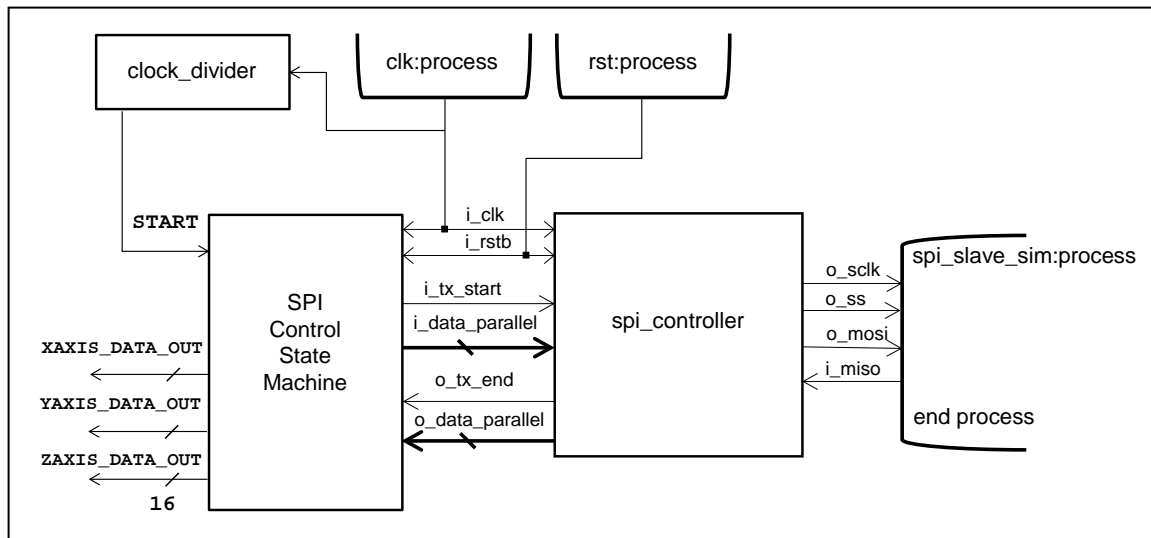 clock_divider
clk:process
rst:process
START
i_clk
i_rstb
i_tx_start
i_data_parallel
o_tx_end
o_data_parallel
SPI
Control
State
Machine
spi_controller
XAXIS_DATA_OUT
YAXIS_DATA_OUT
ZAXIS_DATA_OUT
16
o_sclk
o_ss
o_mosi
i_miso
spi_slave_sim:process
end process